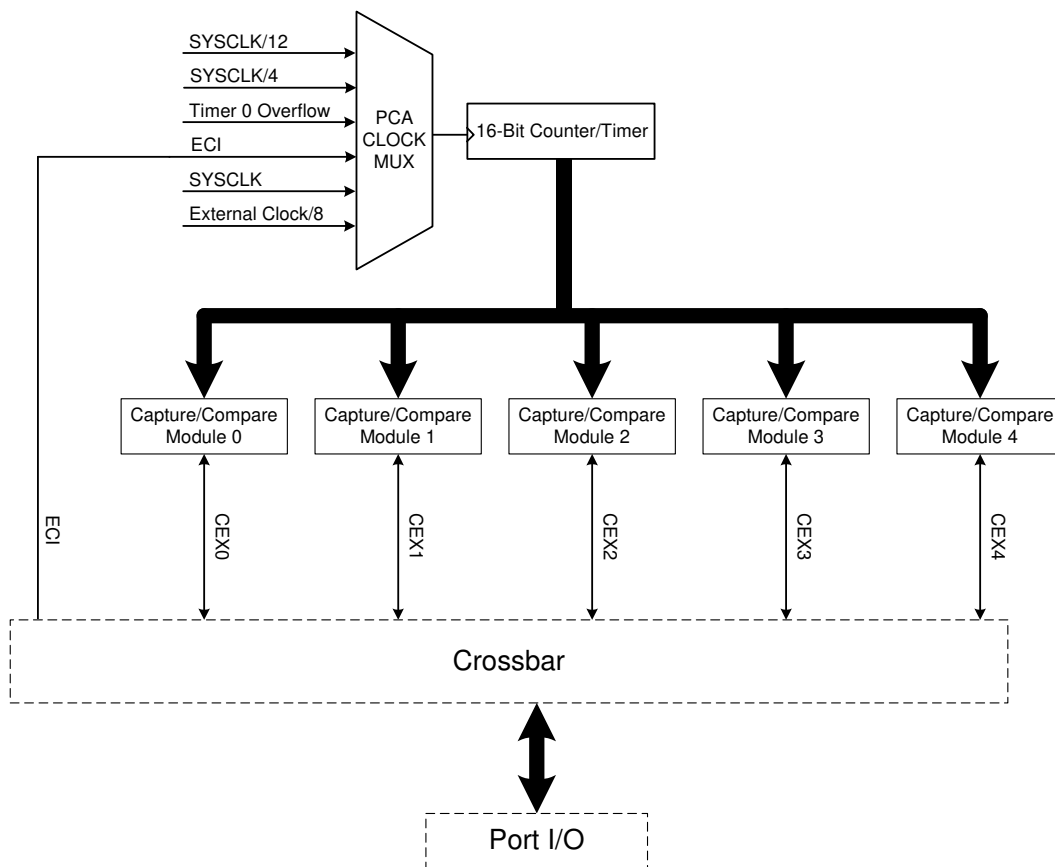 SYSCLK/12
SYSCLK/4
Timer 0 Overflow
ECI
SYSCLK
External Clock/8
PCA
CLOCK
MUX
16-Bit Counter/Timer
Capture/Compare
Module 0
Capture/Compare
Module 1
Capture/Compare
Module 2
Capture/Compare
Module 3
Capture/Compare
Module 4
ECI
CEX0
CEX1
CEX2
CEX3
CEX4
Crossbar
Port I/O